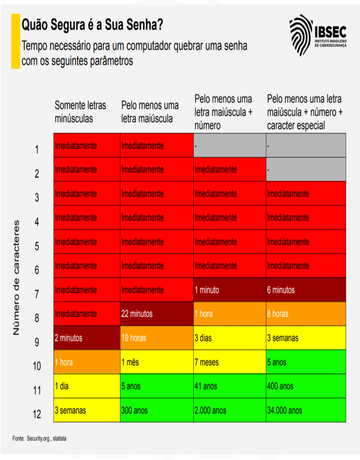 Quão Segura é a Sua Senha?
Tempo necessário para um computador quebrar uma senha
com os seguintes parâmetros
IBSEC
INSTITUTO BRASILEIRO
DE CIBERSEGURANÇA
Somente letras
minúsculas
Pelo menos uma
letra maiúscula
Pelo menos uma
letra maiúscula +
número
Pelo menos uma letra
maiúscula + número +
caracter especial
Número de caracteres
1 Imediatamente Imediatamente - -
2 Imediatamente Imediatamente Imediatamente -
3 Imediatamente Imediatamente Imediatamente Imediatamente
4 Imediatamente Imediatamente Imediatamente Imediatamente
5 Imediatamente Imediatamente Imediatamente Imediatamente
6 Imediatamente Imediatamente Imediatamente Imediatamente
7 Imediatamente Imediatamente 1 minuto 6 minutos
8 Imediatamente 22 minutos 1 hora 8 horas
9 2 minutos 19 horas 3 dias 3 semanas
10 1 hora 1 mês 7 meses 5 anos
11 1 dia 5 anos 41 anos 400 anos
12 3 semanas 300 anos 2.000 anos 34.000 anos
Fonte: Security.org , statista